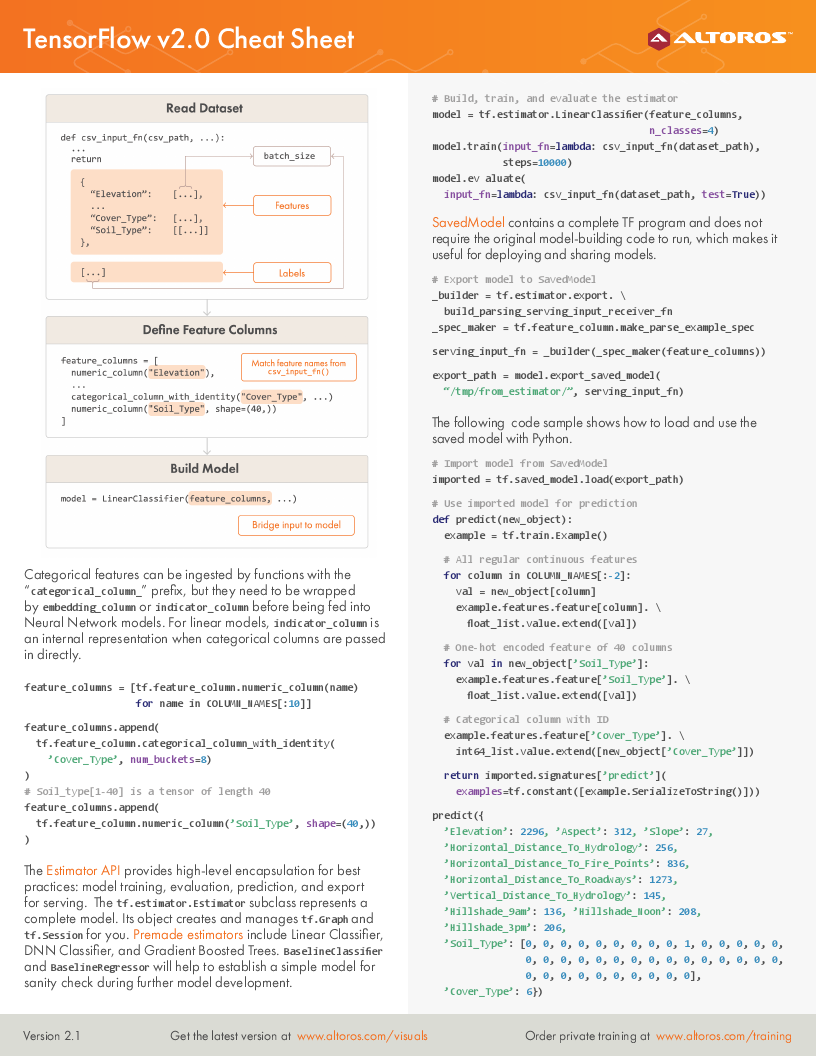 TensorFlow v2.0 Cheat Sheet
ALTOROS™
Read Dataset
def csv_input_fn(csv_path, ...):
...
return
batch_size
{
“Elevation”: [...],
...
“Cover_Type”: [...],
“Soil_Type”: [[...]]
},
Features
[...]
Labels
Define Feature Columns
feature_columns = [
numeric_column("Elevation"),
...
categorical_column_with_identity("Cover_Type", ...)
numeric_column("Soil_Type", shape=(40,))
]
Match feature names from
csv_input_fn()
Build Model
model = LinearClassifier(feature_columns, ...)
Bridge input to model
Categorical features can be ingested by functions with the
“categorical_column_” prefix, but they need to be wrapped
by embedding_column or indicator_column before being fed into
Neural Network models. For linear models, indicator_column is
an internal representation when categorical columns are passed
in directly.
feature_columns = [tf.feature_column.numeric_column(name)
for name in COLUMN_NAMES[:10]]
feature_columns.append(
tf.feature_column.categorical_column_with_identity(
’Cover_Type’, num_buckets=8)
)
# Soil_type[1-40] is a tensor of length 40
feature_columns.append(
tf.feature_column.numeric_column(’Soil_Type’, shape=(40,))
)
The Estimator API provides high-level encapsulation for best
practices: model training, evaluation, prediction, and export
for serving. The tf.estimator.Estimator subclass represents a
complete model. Its object creates and manages tf.Graph and
tf.Session for you. Premade estimators include Linear Classifier,
DNN Classifier, and Gradient Boosted Trees. BaselineClassifier
and BaselineRegressor will help to establish a simple model for
sanity check during further model development.
# Build, train, and evaluate the estimator
model = tf.estimator.LinearClassifier(feature_columns,
n_classes=4)
model.train(input_fn=lambda: csv_input_fn(dataset_path),
steps=10000)
model.ev aluate(
input_fn=lambda: csv_input_fn(dataset_path, test=True))
SavedModel contains a complete TF program and does not
require the original model-building code to run, which makes it
useful for deploying and sharing models.
# Export model to SavedModel
_builder = tf.estimator.export. \
build_parsing_serving_input_receiver_fn
_spec_maker = tf.feature_column.make_parse_example_spec
serving_input_fn = _builder(_spec_maker(feature_columns))
export_path = model.export_saved_model(
“/tmp/from_estimator/”, serving_input_fn)
The following code sample shows how to load and use the
saved model with Python.
# Import model from SavedModel
imported = tf.saved_model.load(export_path)
# Use imported model for prediction
def predict(new_object):
example = tf.train.Example()
# All regular continuous features
for column in COLUMN_NAMES[:-2]:
val = new_object[column]
example.features.feature[column]. \
float_list.value.extend([val])
# One-hot encoded feature of 40 columns
for val in new_object[’Soil_Type’]:
example.features.feature[’Soil_Type’]. \
float_list.value.extend([val])
# Categorical column with ID
example.features.feature[’Cover_Type’]. \
int64_list.value.extend([new_object[’Cover_Type’]])
return imported.signatures[’predict’](
examples=tf.constant([example.SerializeToString()]))
predict({
’Elevation’: 2296, ’Aspect’: 312, ’Slope’: 27,
’Horizontal_Distance_To_Hydrology’: 256,
’Horizontal_Distance_To_Fire_Points’: 836,
’Horizontal_Distance_To_Roadways’: 1273,
’Vertical_Distance_To_Hydrology’: 145,
’Hillshade_9am’: 136, ’Hillshade_Noon’: 208,
’Hillshade_3pm’: 206,
’Soil_Type’: [0, 0, 0, 0, 0, 0, 0, 0, 0, 1, 0, 0, 0, 0, 0,
0, 0, 0, 0, 0, 0, 0, 0, 0, 0, 0, 0, 0, 0, 0,
0, 0, 0, 0, 0, 0, 0, 0, 0, 0],
’Cover_Type’: 6})
Version 2.1
Get the latest version at www.altoros.com/visuals
Order private training at www.altoros.com/training